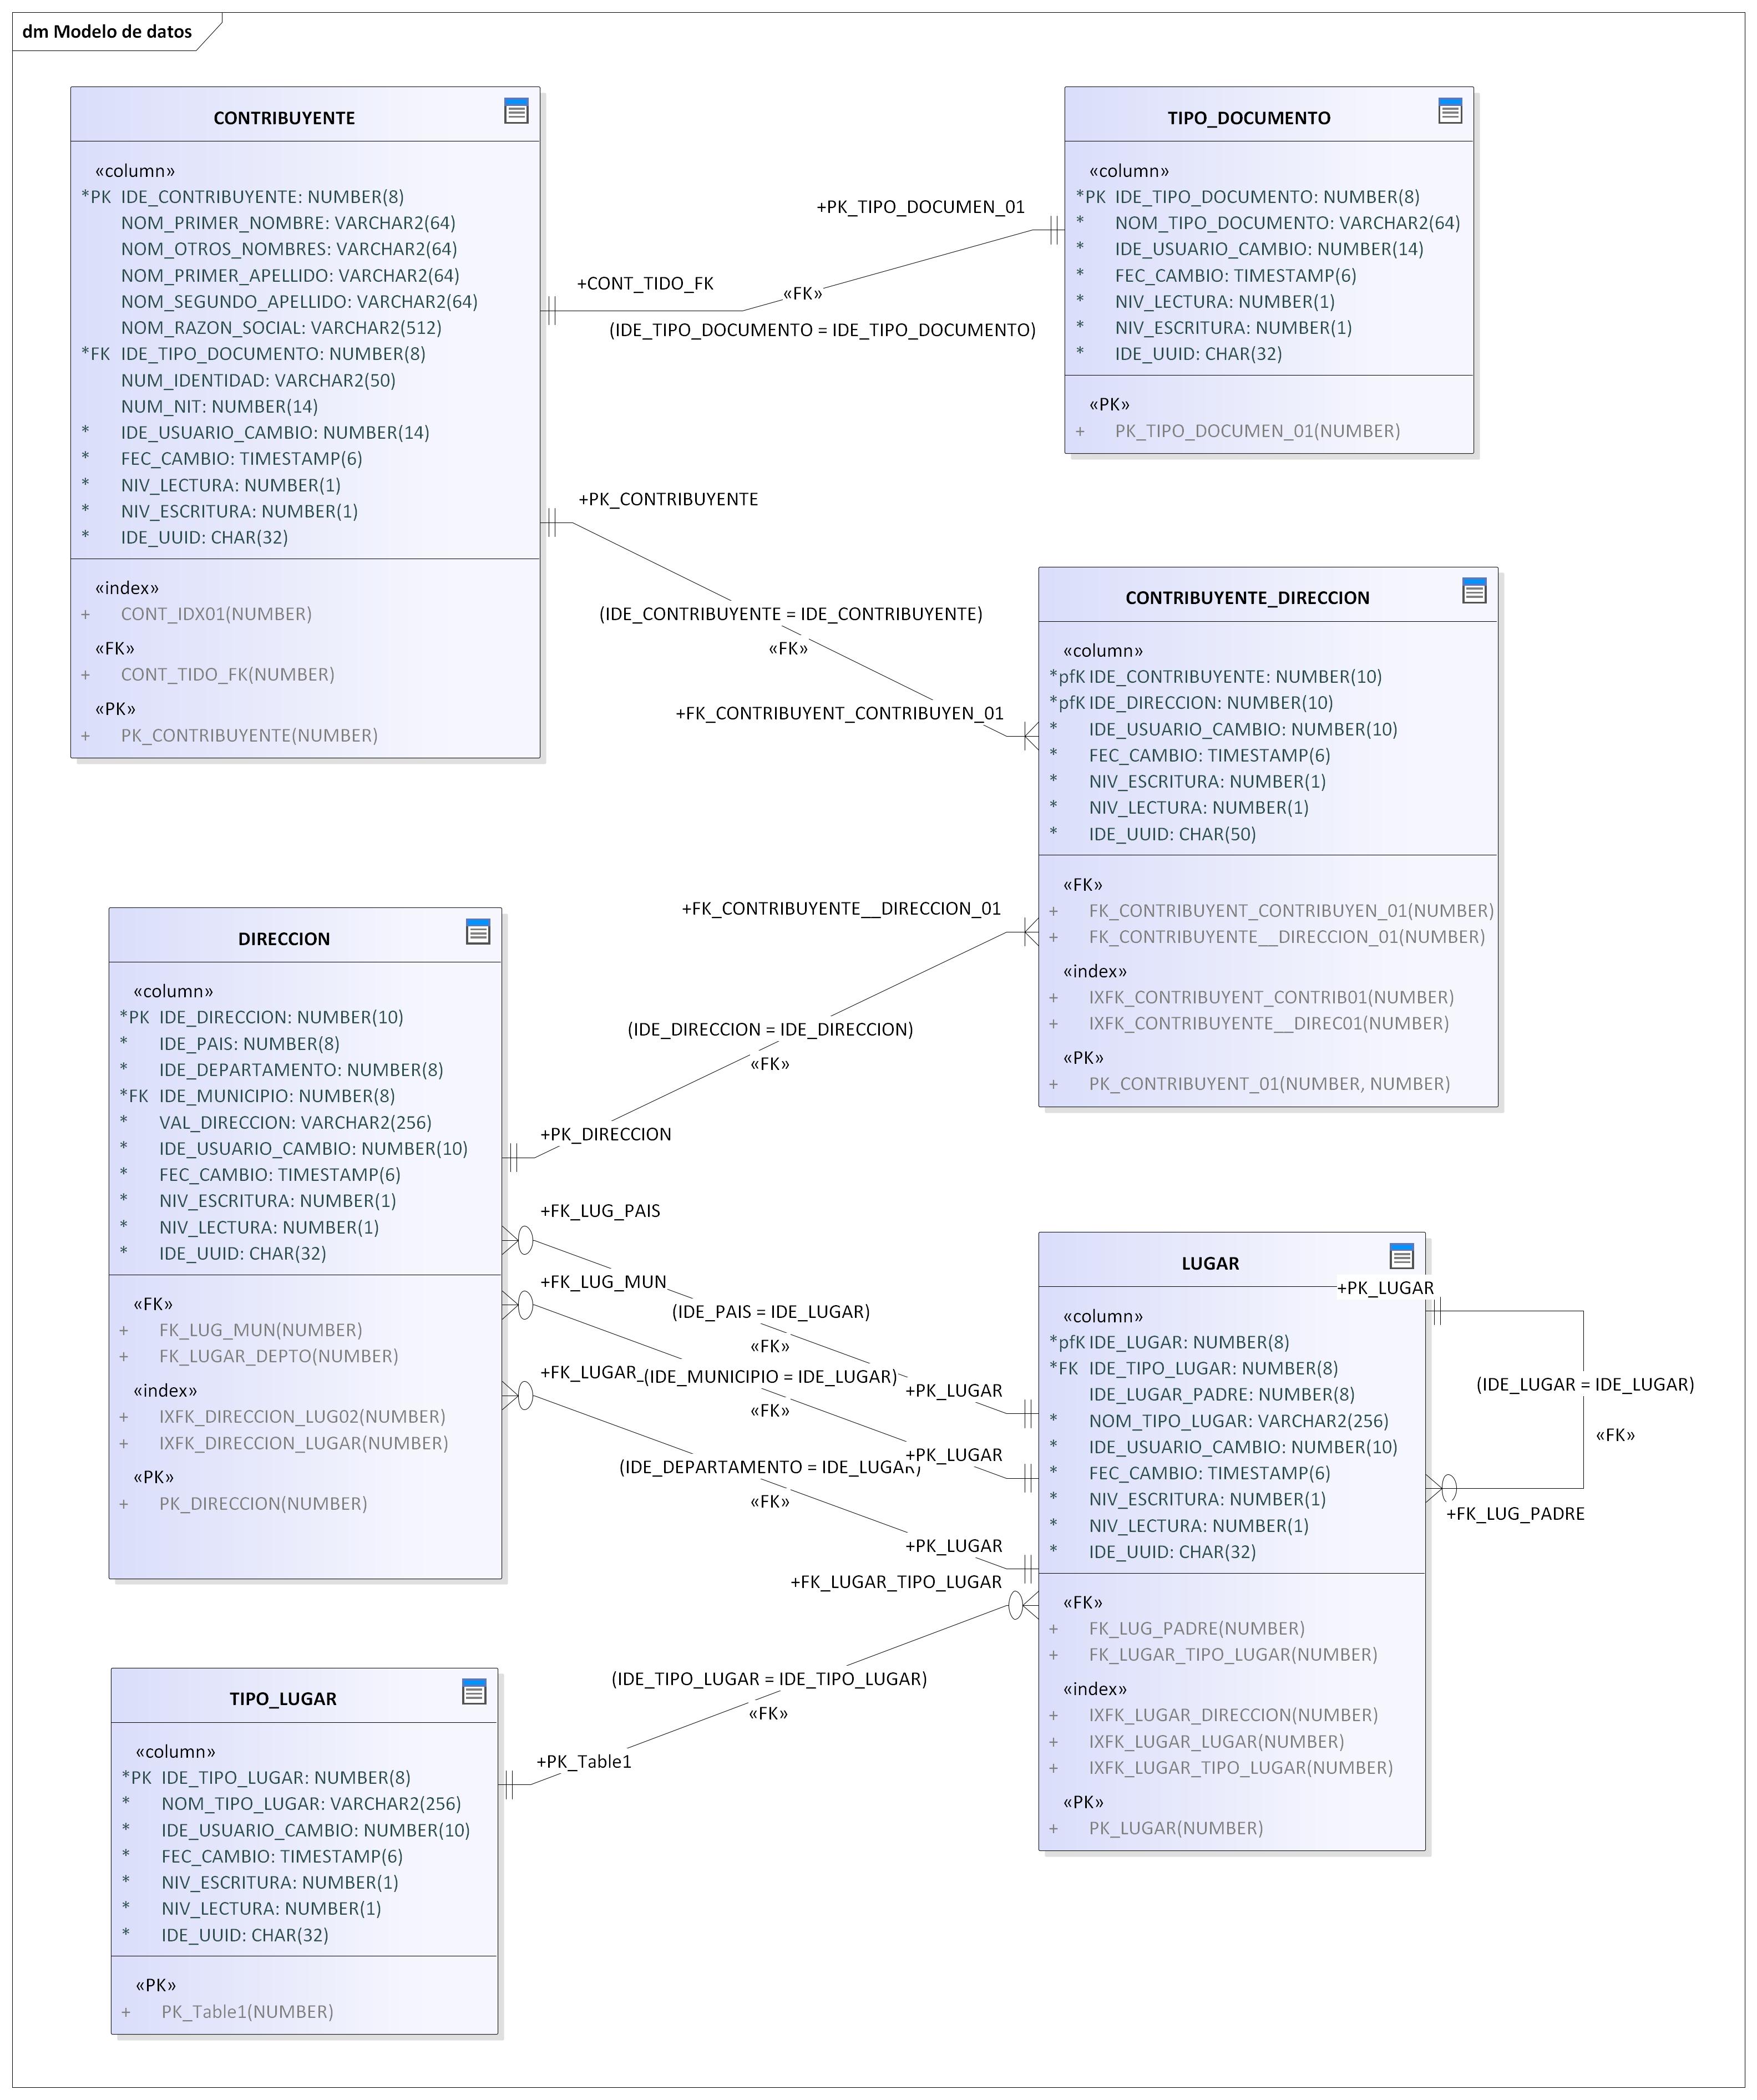 dm Modelo de datos
CONTRIBUYENTE
«column»
*PK IDE_CONTRIBUYENTE: NUMBER(8)
NOM_PRIMER_NOMBRE: VARCHAR2(64)
NOM_OTROS_NOMBRES: VARCHAR2(64)
NOM_PRIMER_APELLIDO: VARCHAR2(64)
NOM_SEGUNDO_APELLIDO: VARCHAR2(64)
NOM_RAZON_SOCIAL: VARCHAR2(512)
*FK IDE_TIPO_DOCUMENTO: NUMBER(8)
NUM_IDENTIDAD: VARCHAR2(50)
NUM_NIT: NUMBER(14)
* IDE_USUARIO_CAMBIO: NUMBER(14)
* FEC_CAMBIO: TIMESTAMP(6)
* NIV_LECTURA: NUMBER(1)
* NIV_ESCRITURA: NUMBER(1)
* IDE_UUID: CHAR(32)
«index»
+ CONT_IDX01(NUMBER)
«FK»
+ CONT_TIDO_FK(NUMBER)
«PK»
+ PK_CONTRIBUYENTE(NUMBER)
+PK_TIPO_DOCUMEN_01
+CONT_TIDO_FK
«FK»
(IDE_TIPO_DOCUMENTO = IDE_TIPO_DOCUMENTO)
TIPO_DOCUMENTO
«column»
*PK IDE_TIPO_DOCUMENTO: NUMBER(8)
* NOM_TIPO_DOCUMENTO: VARCHAR2(64)
* IDE_USUARIO_CAMBIO: NUMBER(14)
* FEC_CAMBIO: TIMESTAMP(6)
* NIV_LECTURA: NUMBER(1)
* NIV_ESCRITURA: NUMBER(1)
* IDE_UUID: CHAR(32)
«PK»
+ PK_TIPO_DOCUMEN_01(NUMBER)
+PK_CONTRIBUYENTE
(IDE_CONTRIBUYENTE = IDE_CONTRIBUYENTE)
«FK»
+FK_CONTRIBUYENT_CONTRIBUYEN_01
CONTRIBUYENTE_DIRECCION
«column»
*pfK IDE_CONTRIBUYENTE: NUMBER(10)
*pfK IDE_DIRECCION: NUMBER(10)
* IDE_USUARIO_CAMBIO: NUMBER(10)
* FEC_CAMBIO: TIMESTAMP(6)
* NIV_ESCRITURA: NUMBER(1)
* NIV_LECTURA: NUMBER(1)
* IDE_UUID: CHAR(50)
«FK»
+ FK_CONTRIBUYENT_CONTRIBUYEN_01(NUMBER)
+ FK_CONTRIBUYENTE__DIRECCION_01(NUMBER)
«index»
+ IXFK_CONTRIBUYENT_CONTRIB01(NUMBER)
+ IXFK_CONTRIBUYENTE__DIREC01(NUMBER)
«PK»
+ PK_CONTRIBUYENT_01(NUMBER, NUMBER)
+FK_CONTRIBUYENTE__DIRECCION_01
(IDE_DIRECCION = IDE_DIRECCION)
«FK»
+PK_DIRECCION
DIRECCION
«column»
*PK IDE_DIRECCION: NUMBER(10)
* IDE_PAIS: NUMBER(8)
* IDE_DEPARTAMENTO: NUMBER(8)
*FK IDE_MUNICIPIO: NUMBER(8)
* VAL_DIRECCION: VARCHAR2(256)
* IDE_USUARIO_CAMBIO: NUMBER(10)
* FEC_CAMBIO: TIMESTAMP(6)
* NIV_ESCRITURA: NUMBER(1)
* NIV_LECTURA: NUMBER(1)
* IDE_UUID: CHAR(32)
«FK»
+ FK_LUG_MUN(NUMBER)
+ FK_LUGAR_DEPTO(NUMBER)
«index»
+ IXFK_DIRECCION_LUG02(NUMBER)
+ IXFK_DIRECCION_LUGAR(NUMBER)
«PK»
+ PK_DIRECCION(NUMBER)
+FK_LUG_PAIS
+FK_LUG_MUN
(IDE_PAIS = IDE_LUGAR)
«FK»
+FK_LUGAR_
(IDE_MUNICIPIO = IDE_LUGAR)
+PK_LUGAR
«FK»
+PK_LUGAR
(IDE_DEPARTAMENTO = IDE_LUGAR)
«FK»
+PK_LUGAR
+FK_LUGAR_TIPO_LUGAR
(IDE_TIPO_LUGAR = IDE_TIPO_LUGAR)
«FK»
+PK_Table1
LUGAR
+PK_LUGAR
«column»
*pfK IDE_LUGAR: NUMBER(8)
*FK IDE_TIPO_LUGAR: NUMBER(8)
IDE_LUGAR_PADRE: NUMBER(8)
* NOM_TIPO_LUGAR: VARCHAR2(256)
* IDE_USUARIO_CAMBIO: NUMBER(10)
* FEC_CAMBIO: TIMESTAMP(6)
* NIV_ESCRITURA: NUMBER(1)
* NIV_LECTURA: NUMBER(1)
* IDE_UUID: CHAR(32)
«FK»
+ FK_LUG_PADRE(NUMBER)
+ FK_LUGAR_TIPO_LUGAR(NUMBER)
«index»
+ IXFK_LUGAR_DIRECCION(NUMBER)
+ IXFK_LUGAR_LUGAR(NUMBER)
+ IXFK_LUGAR_TIPO_LUGAR(NUMBER)
«PK»
+ PK_LUGAR(NUMBER)
(IDE_LUGAR = IDE_LUGAR)
«FK»
+FK_LUG_PADRE
TIPO_LUGAR
«column»
*PK IDE_TIPO_LUGAR: NUMBER(8)
* NOM_TIPO_LUGAR: VARCHAR2(256)
* IDE_USUARIO_CAMBIO: NUMBER(10)
* FEC_CAMBIO: TIMESTAMP(6)
* NIV_ESCRITURA: NUMBER(1)
* NIV_LECTURA: NUMBER(1)
* IDE_UUID: CHAR(32)
«PK»
+ PK_Table1(NUMBER)